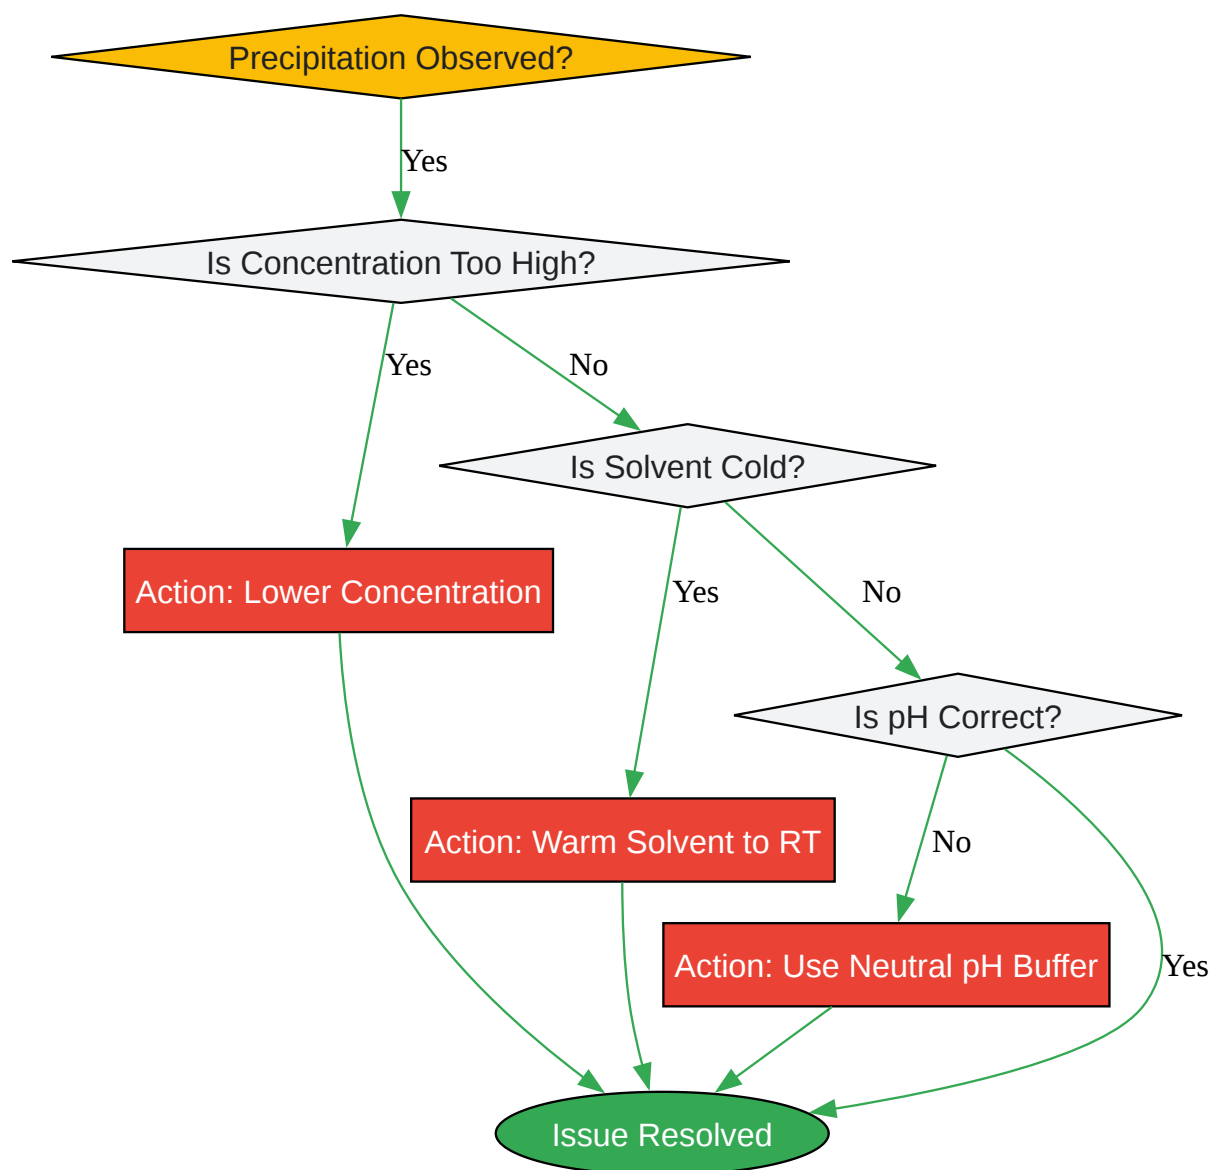 Precipitation Observed?
Yes
Is Concentration Too High?
Yes
No
Is Solvent Cold?
Action: Lower Concentration
Yes
No
Is pH Correct?
Action: Warm Solvent to RT
No
Action: Use Neutral pH Buffer
Yes
Issue Resolved